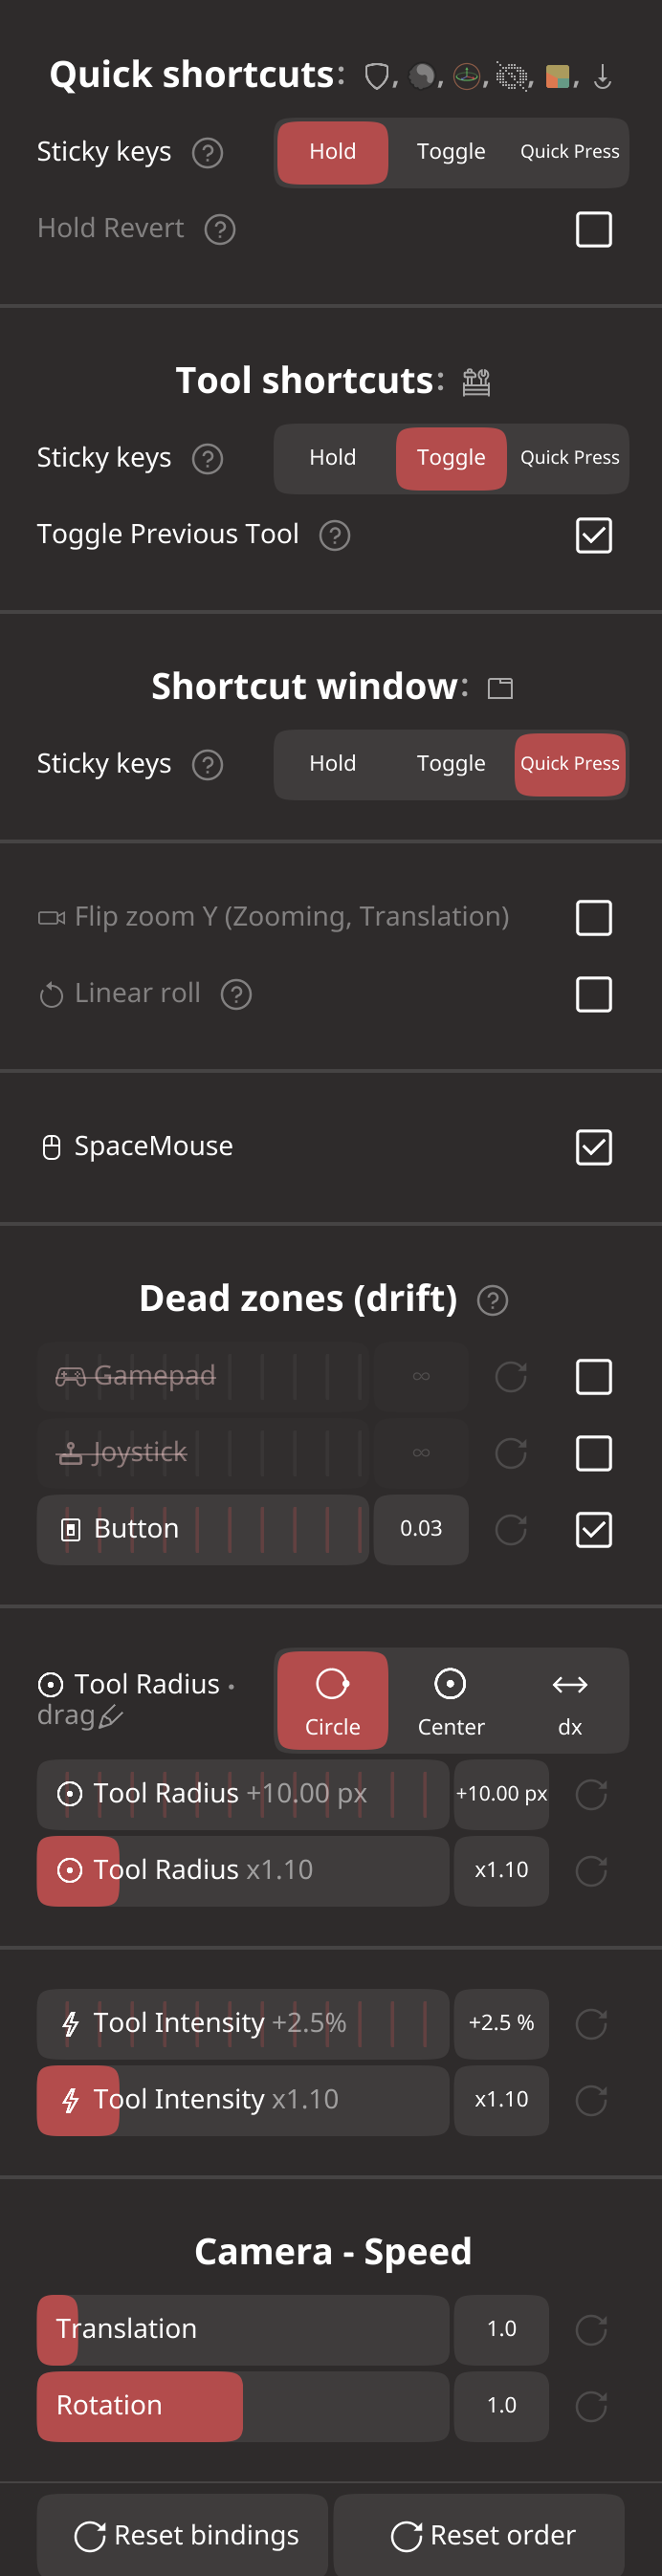 Quick shortcuts: , , , , ,
Sticky keys ? Hold Toggle Quick Press
Hold Revert ?
Tool shortcuts:
Sticky keys ? Hold Toggle Quick Press
Toggle Previous Tool ?
Shortcut window:
Sticky keys ? Hold Toggle Quick Press
Flip zoom Y (Zooming, Translation)
Linear roll ?
SpaceMouse
Dead zones (drift) ?
Gamepad ∞
Joystick ∞
Button 0.03
Tool Radius ·
drag
Circle Center dx
Tool Radius +10.00 px +10.00 px
Tool Radius x1.10 x1.10
Tool Intensity +2.5% +2.5 %
Tool Intensity x1.10 x1.10
Camera - Speed
Translation 1.0
Rotation 1.0
Reset bindings Reset order